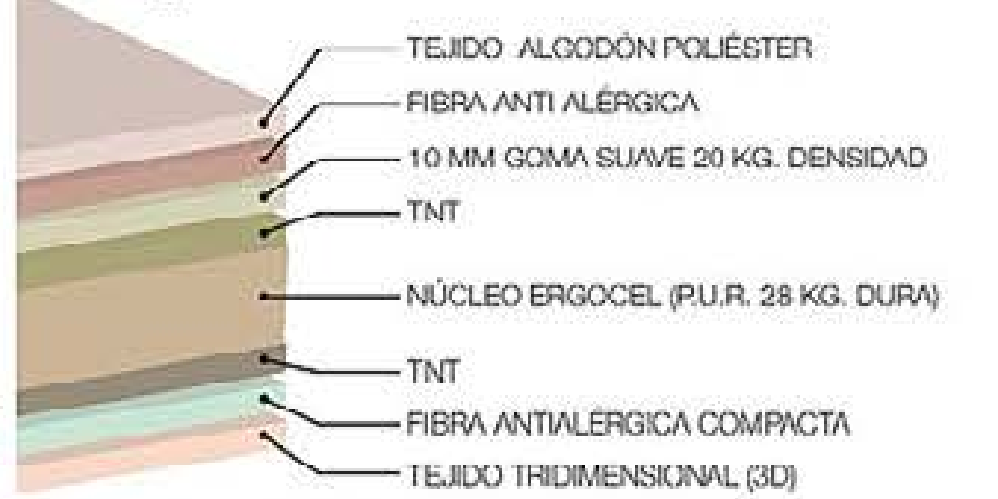 TEJIDO ALGODÓN POLIÉSTER
FIBRA ANTI ALÉRGICA
10 MM GOMA SUAVE 20 KG. DENSIDAD
TNT
NÚCLEO ERGOCEL (P.U.R. 28 KG. DURA)
TNT
FIBRA ANTIALÉRGICA COMPACTA
TEJIDO TRIDIMENSIONAL (3D)